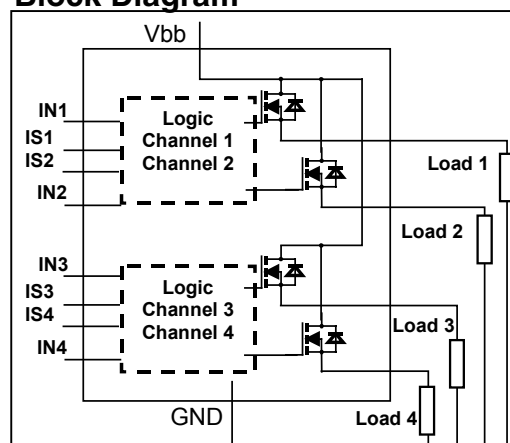 Block Diagram
Vbb
IN1
IS1
IS2
IN2
Logic
Channel 1
Channel 2
Load 1
Load 2
IN3
IS3
IS4
IN4
Logic
Channel 3
Channel 4
Load 3
Load 4
GND